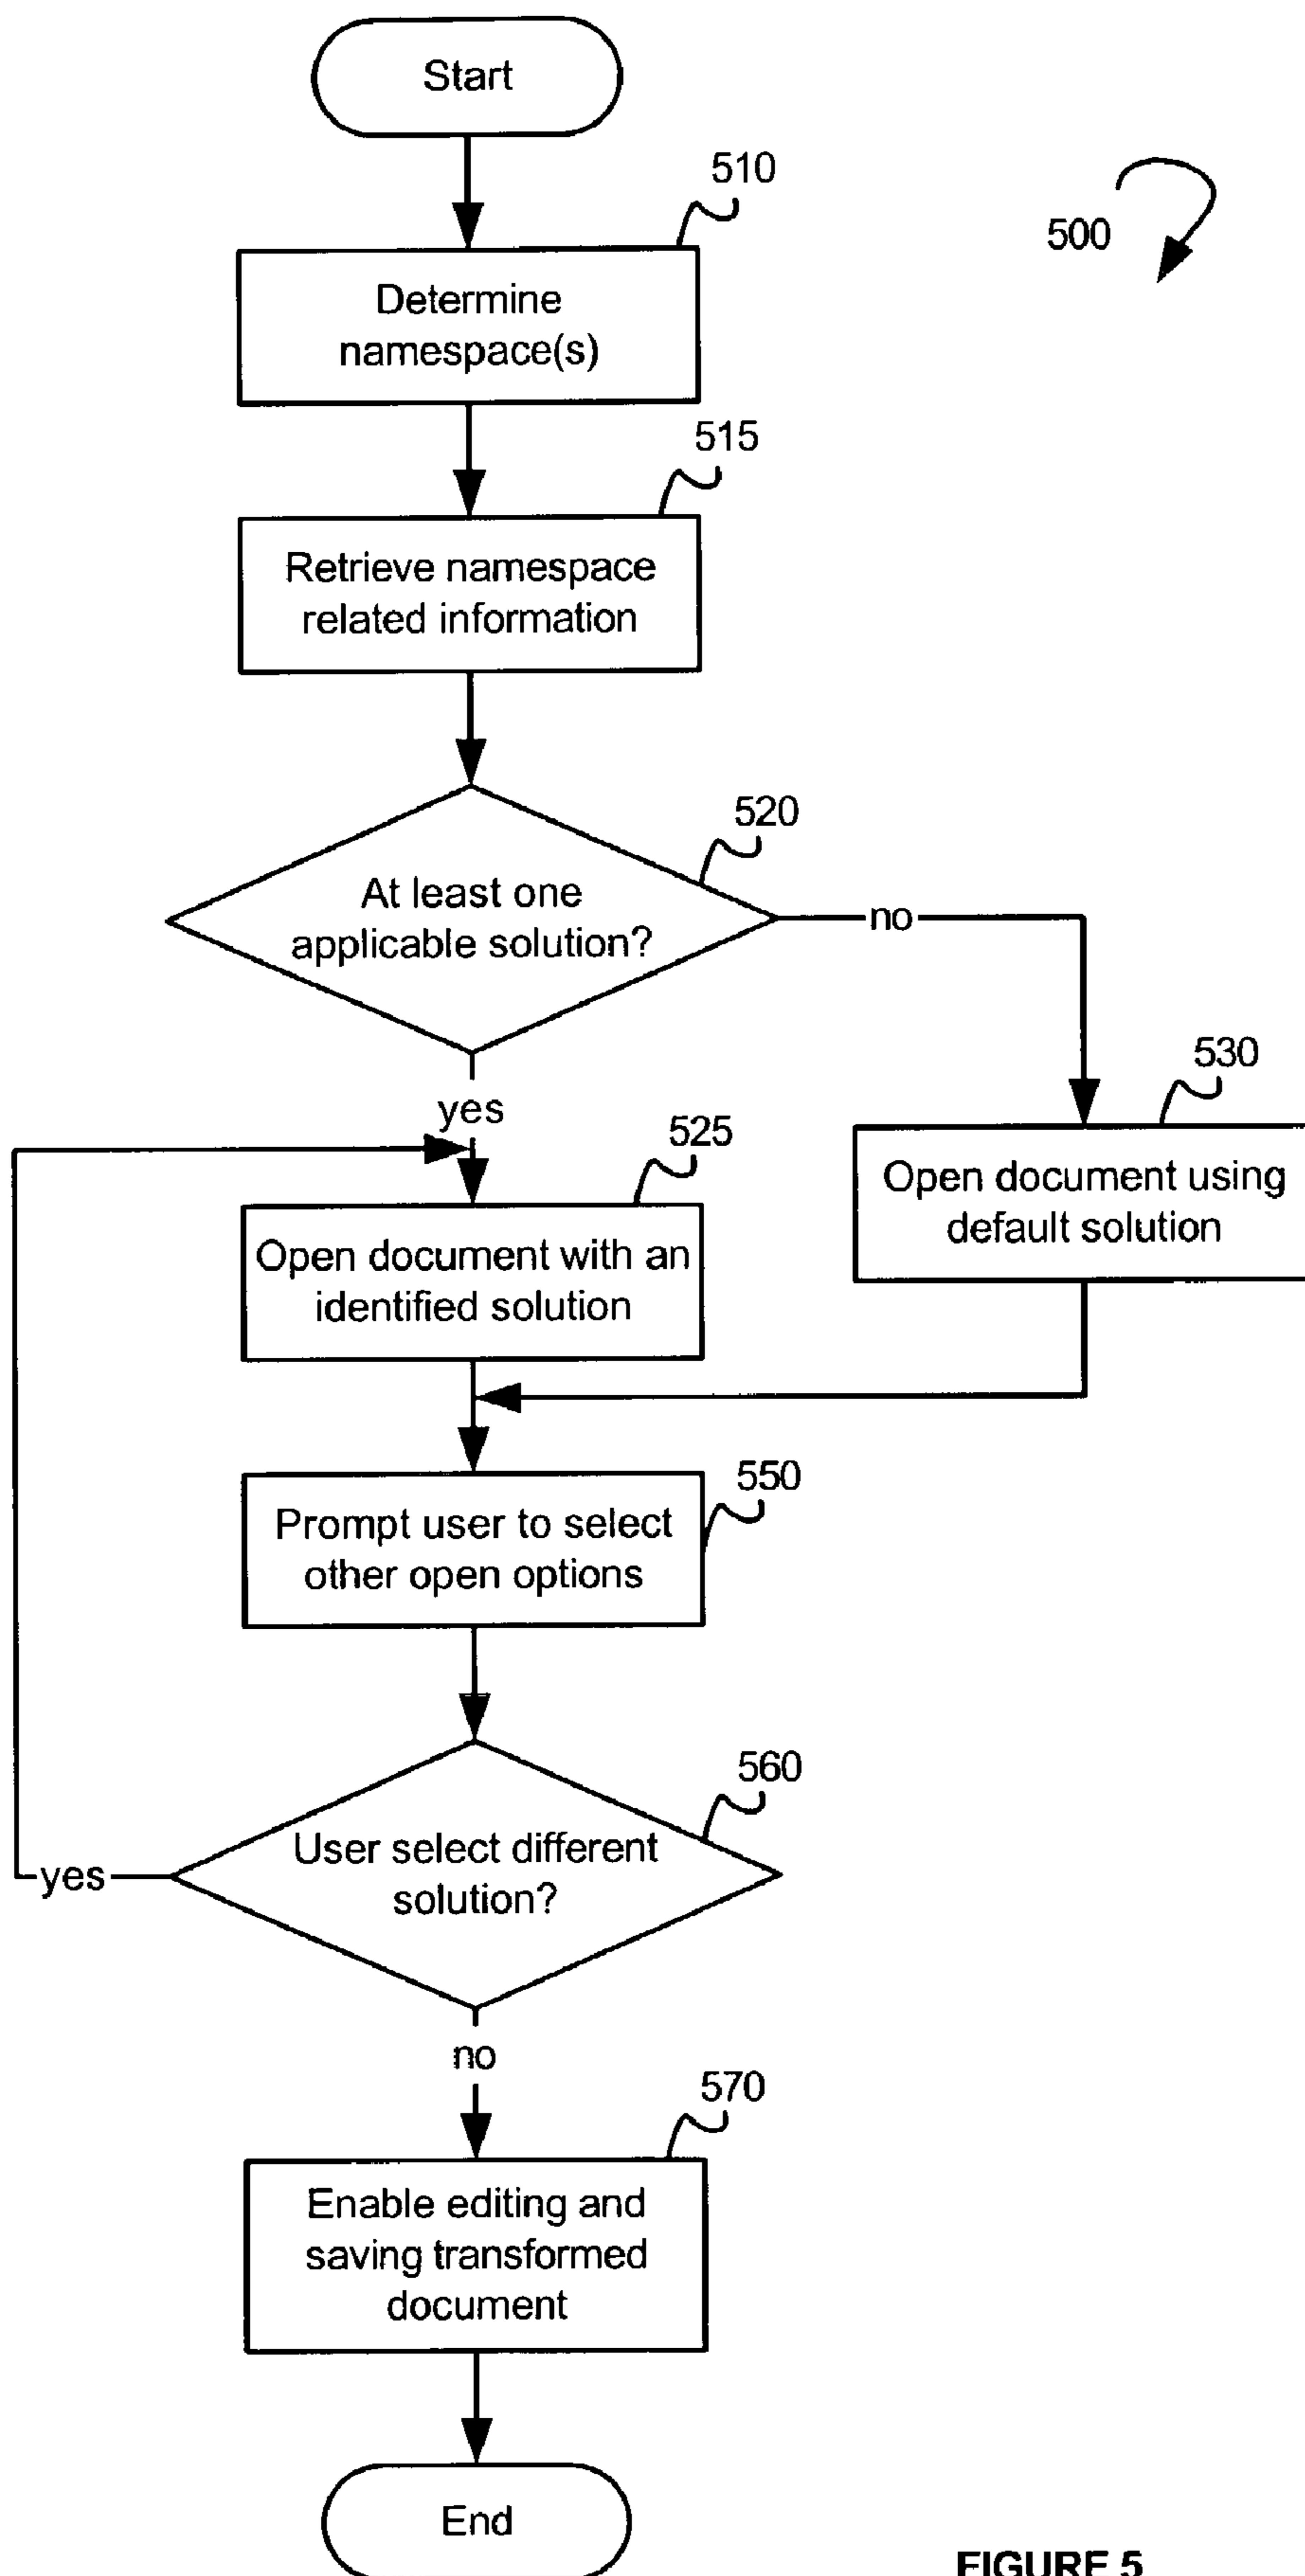 Start
510
500
Determine
namespace(s)
515
Retrieve namespace
related information
520
At least one
applicable solution?
no
530
yes
525
Open document using
default solution
Open document with an
identified solution
550
Prompt user to select
other open options
560
User select different
solution?
yes
no
570
Enable editing and
saving transformed
document
End
FIGURE 5